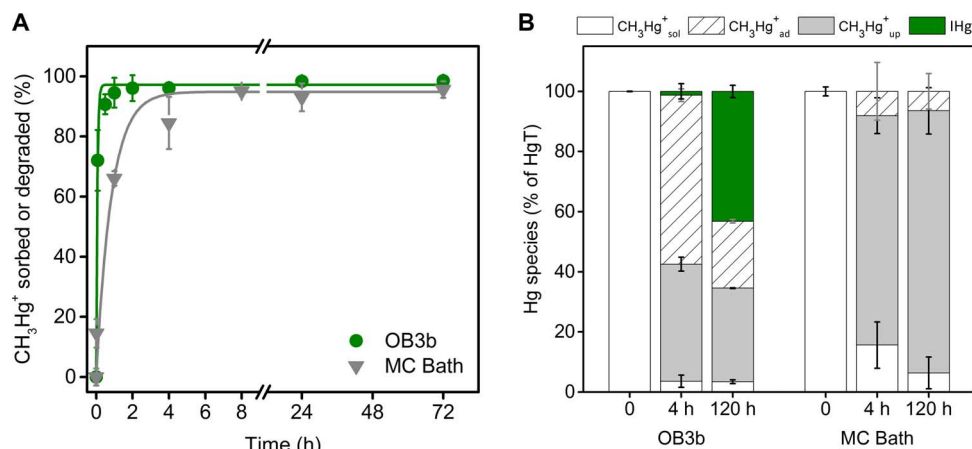 A
CH₃Hg⁺ sorbed or degraded (%)
100
80
60
40
20
0
OB3b
MC Bath
0 2 4 6 8 24 48 72
Time (h)
B
CH₃Hg⁺sol CH₃Hg⁺ad CH₃Hg⁺up IHg
Hg species (% of HgT)
100
80
60
40
20
0
0 4 h 120 h 0 4 h 120 h
OB3b MC Bath